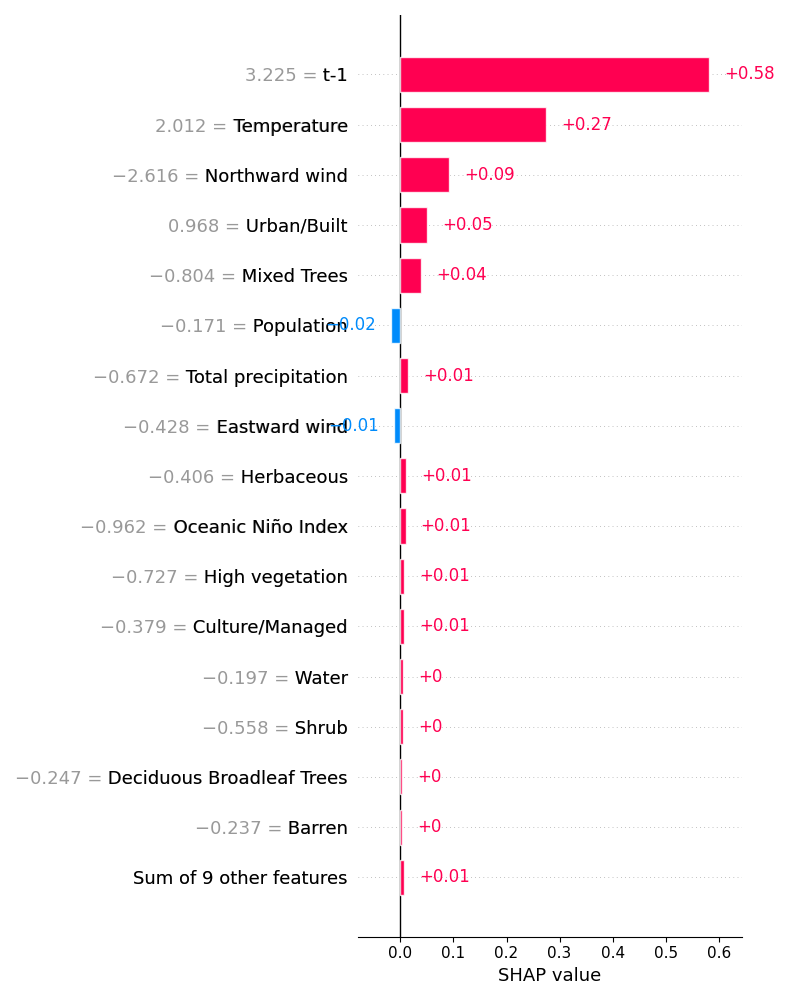 3.225 = t-1 +0.58
2.012 = Temperature +0.27
−2.616 = Northward wind +0.09
0.968 = Urban/Built +0.05
−0.804 = Mixed Trees +0.04
−0.171 = Population −0.02
−0.672 = Total precipitation +0.01
−0.428 = Eastward wind −0.01
−0.406 = Herbaceous +0.01
−0.962 = Oceanic Niño Index +0.01
−0.727 = High vegetation +0.01
−0.379 = Culture/Managed +0.01
−0.197 = Water +0
−0.558 = Shrub +0
−0.247 = Deciduous Broadleaf Trees +0
−0.237 = Barren +0
Sum of 9 other features +0.01
0.0 0.1 0.2 0.3 0.4 0.5 0.6
SHAP value